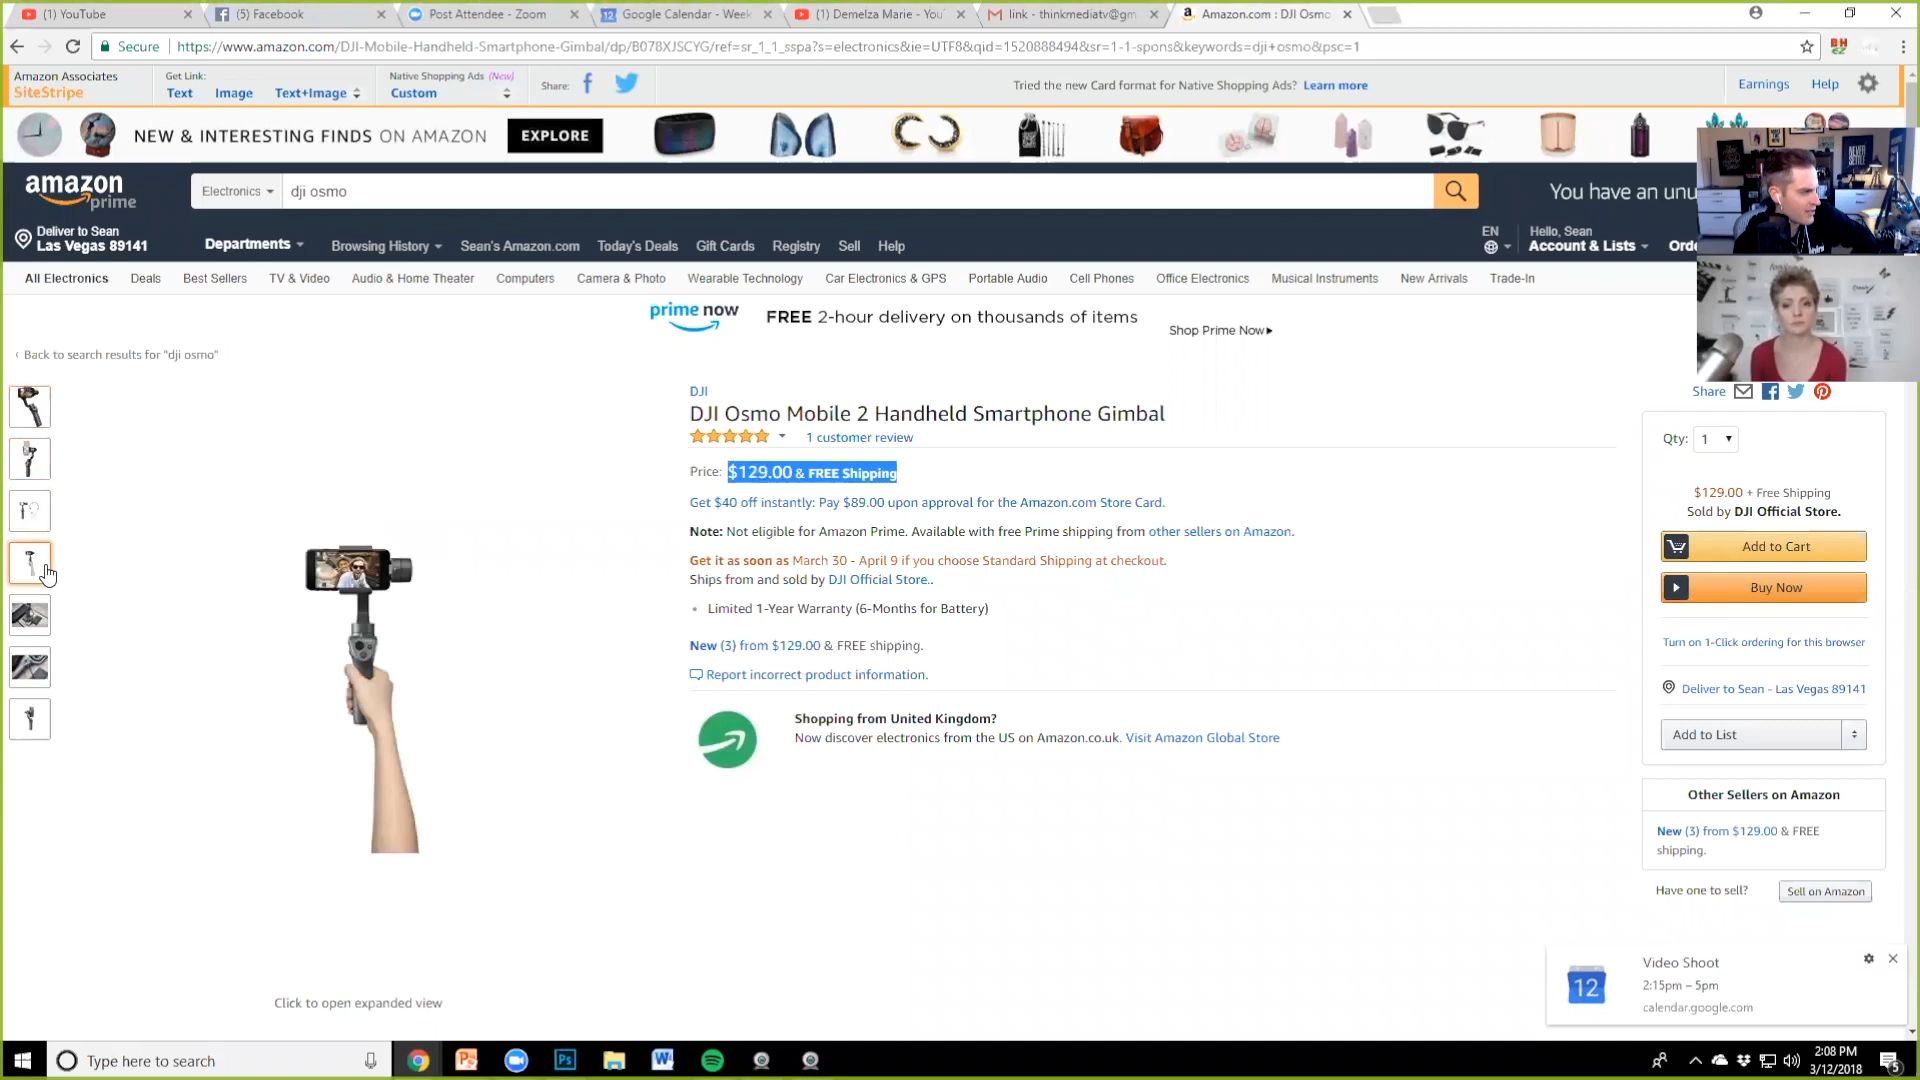 (1) YouTube
(5) Facebook
Post Attendee - Zoom
Google Calendar - Week
(1) Demelza Marie - You
link - thinkmediatv@gm
Amazon.com : DJI Osmo
Secure
https://www.amazon.com/DJI-Mobile-Handheld-Smartphone-Gimbal/dp/B078XJSCYG/ref=sr_1_1_sspa?s=electronics&ie=UTF8&qid=1520888494&sr=1-1-spons&keywords=dji+osmo&psc=1
Amazon Associates
SiteStripe
Get Link:
Text
Image
Text+Image
Native Shopping Ads (New)
Custom
Share:
Tried the new Card format for Native Shopping Ads? Learn more
Earnings
Help
NEW & INTERESTING FINDS ON AMAZON
EXPLORE
NEVER
SETTLE
amazon
prime
Electronics
dji osmo
You have an unu
Deliver to Sean
Las Vegas 89141
Departments
Browsing History
Sean's Amazon.com
Today's Deals
Gift Cards
Registry
Sell
Help
EN
Hello, Sean
Account & Lists
Orde
All Electronics
Deals
Best Sellers
TV & Video
Audio & Home Theater
Computers
Camera & Photo
Wearable Technology
Car Electronics & GPS
Portable Audio
Cell Phones
Office Electronics
Musical Instruments
New Arrivals
Trade-In
prime now
FREE 2-hour delivery on thousands of items
Shop Prime Now
‹ Back to search results for "dji osmo"
Click to open expanded view
DJI
DJI Osmo Mobile 2 Handheld Smartphone Gimbal
1 customer review
Price: $129.00 & FREE Shipping
Get $40 off instantly: Pay $89.00 upon approval for the Amazon.com Store Card.
Note: Not eligible for Amazon Prime. Available with free Prime shipping from other sellers on Amazon.
Get it as soon as March 30 - April 9 if you choose Standard Shipping at checkout.
Ships from and sold by DJI Official Store..
• Limited 1-Year Warranty (6-Months for Battery)
New (3) from $129.00 & FREE shipping.
Report incorrect product information.
Shopping from United Kingdom?
Now discover electronics from the US on Amazon.co.uk. Visit Amazon Global Store
Share
Qty: 1
$129.00 + Free Shipping
Sold by DJI Official Store.
Add to Cart
Buy Now
Turn on 1-Click ordering for this browser
Deliver to Sean - Las Vegas 89141
Add to List
Other Sellers on Amazon
New (3) from $129.00 & FREE
shipping.
Have one to sell?
Sell on Amazon
12
Video Shoot
2:15pm – 5pm
calendar.google.com
Type here to search
2:08 PM
3/12/2018
5